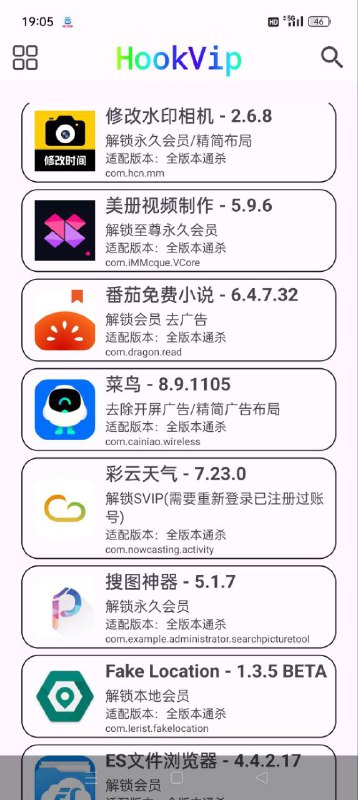 19:05
HD 5G 46
HookVip
修改水印相机 - 2.6.8
解锁永久会员/精简布局
适配版本：全版本通杀
com.hcn.mm
修改时间
美册视频制作 - 5.9.6
解锁至尊永久会员
适配版本：全版本通杀
com.iMMcque.VCore
番茄免费小说 - 6.4.7.32
解锁会员 去广告
适配版本：全版本通杀
com.dragon.read
菜鸟 - 8.9.1105
去除开屏广告/精简广告布局
适配版本：全版本通杀
com.cainiao.wireless
彩云天气 - 7.23.0
解锁SVIP(需要重新登录已注册过账
号)
适配版本：全版本通杀
com.nowcasting.activity
搜图神器 - 5.1.7
解锁永久会员
适配版本：全版本通杀
com.example.administrator.searchpicturetool
Fake Location - 1.3.5 BETA
解锁本地会员
适配版本：全版本通杀
com.lerist.fakelocation
ES文件浏览器 - 4.4.2.17
解锁会员
适配版本：全版本通杀